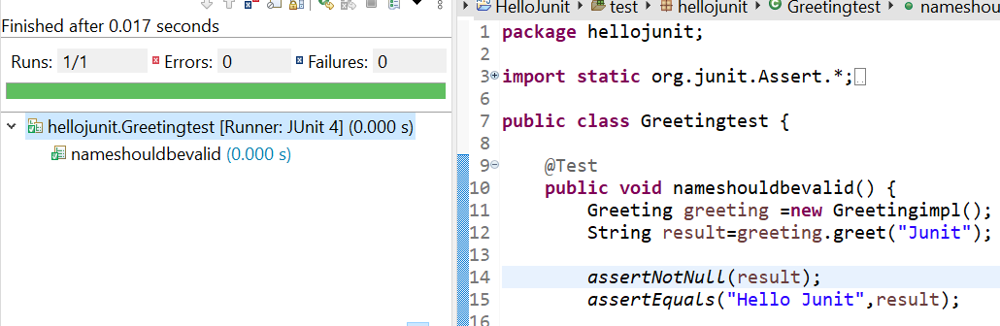 Finished after 0.017 seconds
Runs: 1/1 Errors: 0 Failures: 0
hellojunit.Greetingtest [Runner: JUnit 4] (0.000 s)
nameshouldbevalid (0.000 s)
HelloJunit test hellojunit Greetingtest nameshou
1 package hellojunit;
2
3 import static org.junit.Assert.*;
6
7 public class Greetingtest {
8
9 @Test
10 public void nameshouldbevalid() {
11 Greeting greeting =new Greetingimpl();
12 String result=greeting.greet("Junit");
13
14 assertNotNull(result);
15 assertEquals("Hello Junit",result);
16